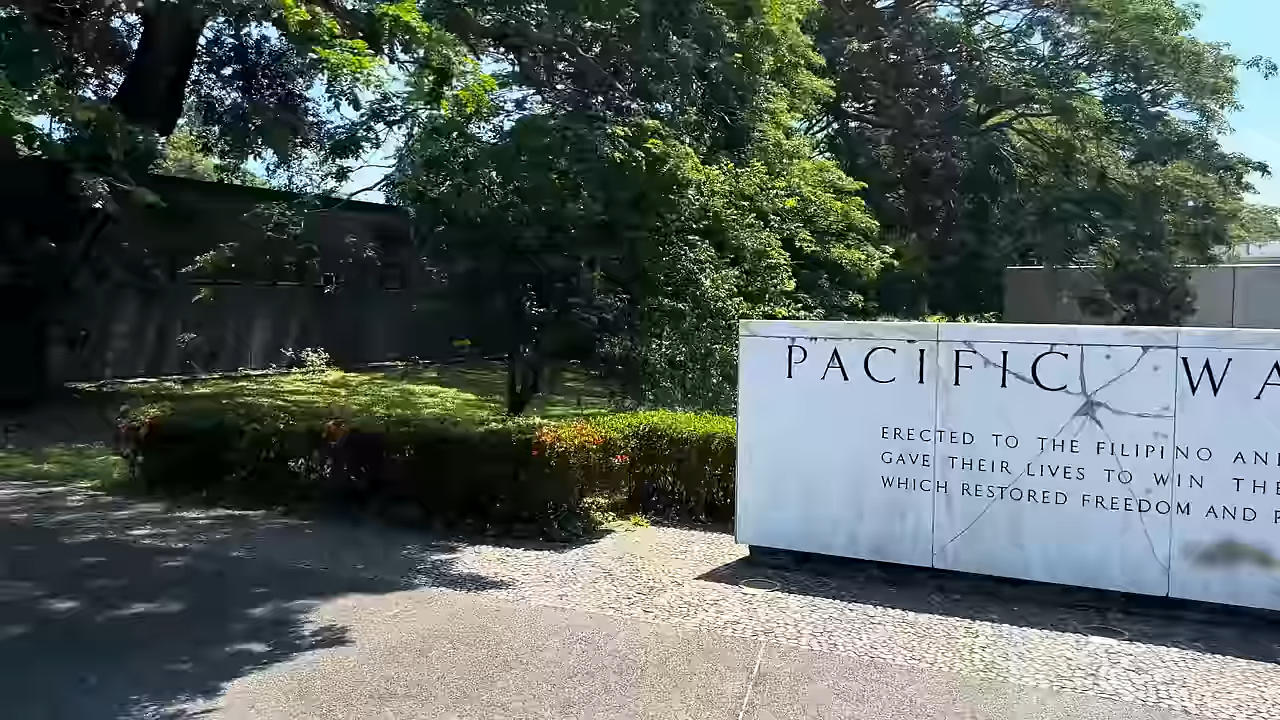 PACIFIC WA
ERECTED TO THE FILIPINO AN
GAVE THEIR LIVES TO WIN THE
WHICH RESTORED FREEDOM AND